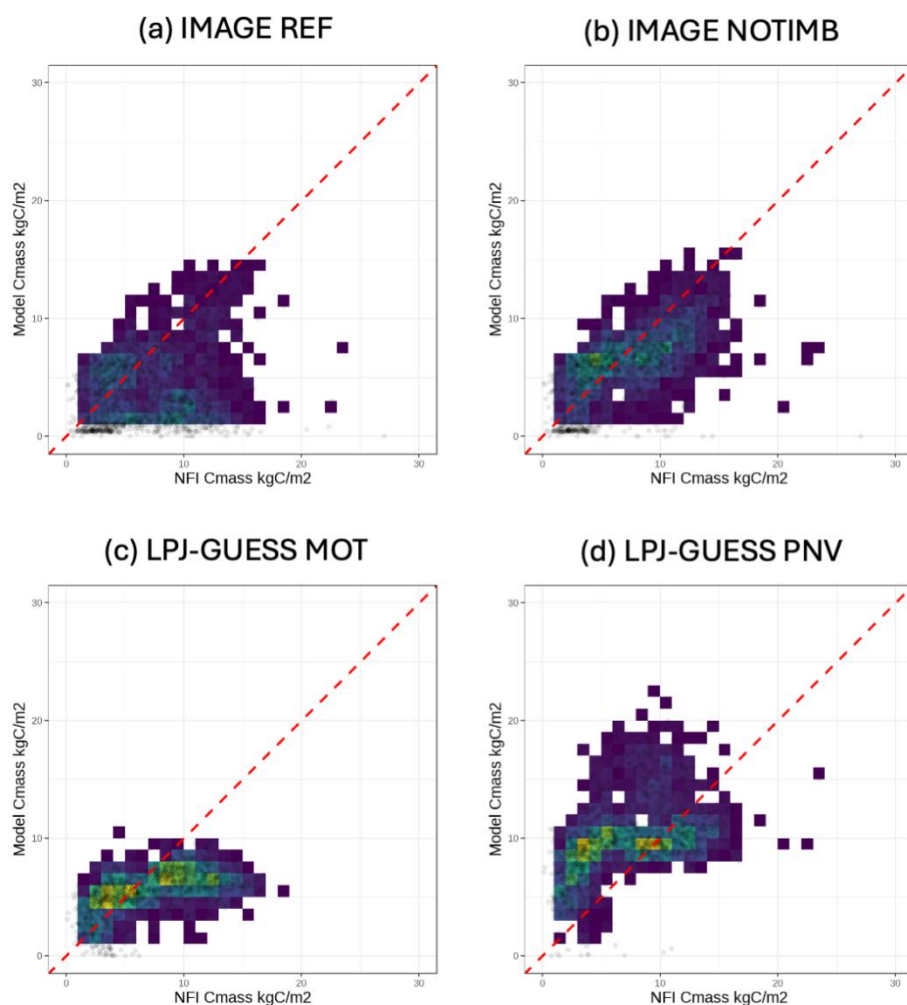 (a) IMAGE REF
(b) IMAGE NOTIMB
30
20
10
0
Model Cmass kgC/m2
0 10 20 30
NFI Cmass kgC/m2
30
20
10
0
Model Cmass kgC/m2
0 10 20 30
NFI Cmass kgC/m2
(c) LPJ-GUESS MOT
(d) LPJ-GUESS PNV
30
20
10
0
Model Cmass kgC/m2
0 10 20 30
NFI Cmass kgC/m2
30
20
10
0
Model Cmass kgC/m2
0 10 20 30
NFI Cmass kgC/m2